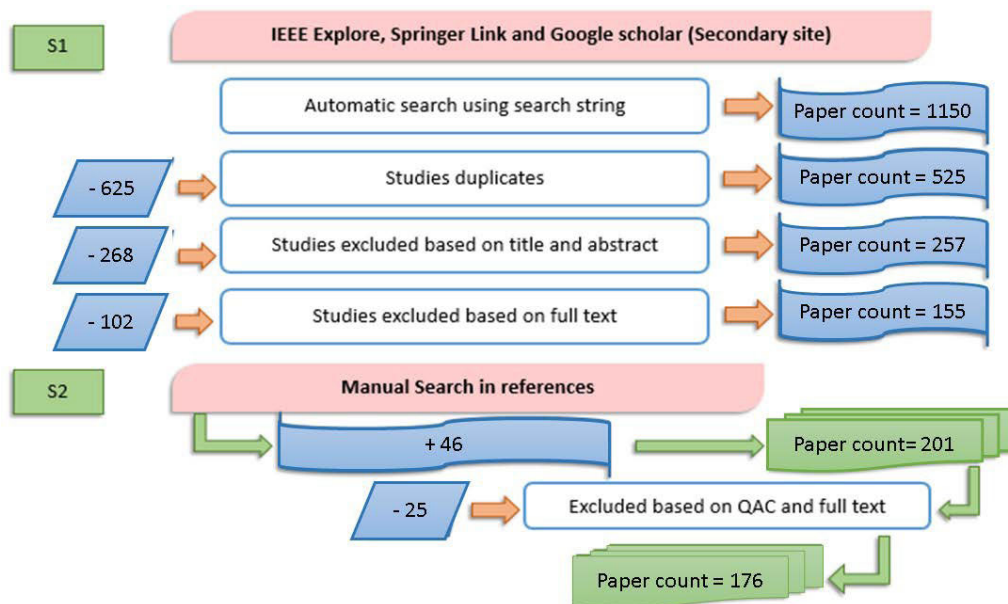 S1
IEEE Explore, Springer Link and Google scholar (Secondary site)
Automatic search using search string
Paper count = 1150
- 625
Studies duplicates
Paper count = 525
- 268
Studies excluded based on title and abstract
Paper count = 257
- 102
Studies excluded based on full text
Paper count = 155
S2
Manual Search in references
+ 46
Paper count= 201
- 25
Excluded based on QAC and full text
Paper count = 176